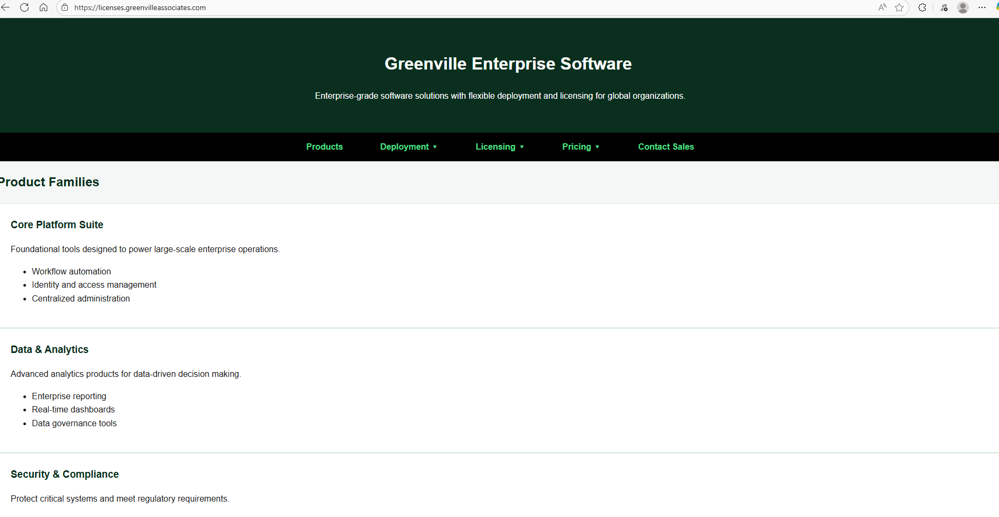 https://licenses.greenvilleassociates.com
Greenville Enterprise Software
Enterprise-grade software solutions with flexible deployment and licensing for global organizations.
Products Deployment ▼ Licensing ▼ Pricing ▼ Contact Sales
Product Families
Core Platform Suite
Foundational tools designed to power large-scale enterprise operations.
• Workflow automation
• Identity and access management
• Centralized administration
Data & Analytics
Advanced analytics products for data-driven decision making.
• Enterprise reporting
• Real-time dashboards
• Data governance tools
Security & Compliance
Protect critical systems and meet regulatory requirements.